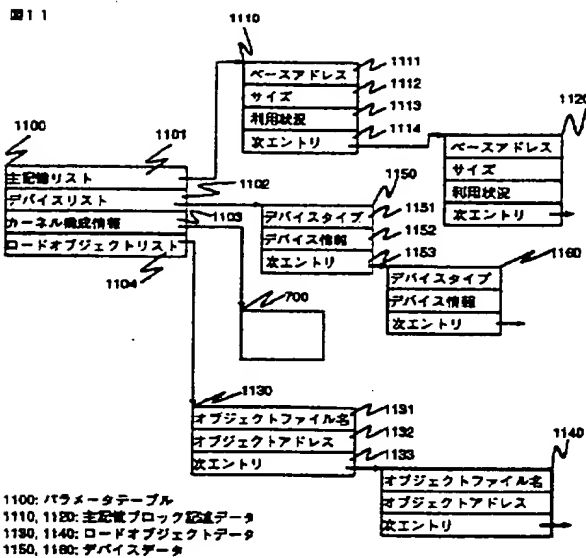 図11
1110
1111
ベースアドレス
1112
サイズ
1113
利用状況
1114
次エントリ
1120
ベースアドレス
サイズ
利用状況
次エントリ
1100
1101
主記憶リスト
1102
デバイスリスト
1103
カーネル構成情報
ロードオブジェクトリスト
1104
1150
デバイスタイプ
1151
デバイス情報
1152
次エントリ
1153
1160
デバイスタイプ
デバイス情報
次エントリ
700
1130
オブジェクトファイル名
1131
オブジェクトアドレス
1132
次エントリ
1133
1140
オブジェクトファイル名
オブジェクトアドレス
次エントリ
1100: パラメータテーブル
1110, 1120: 主記憶ブロック記述データ
1130, 1140: ロードオブジェクトデータ
1150, 1160: デバイスデータ